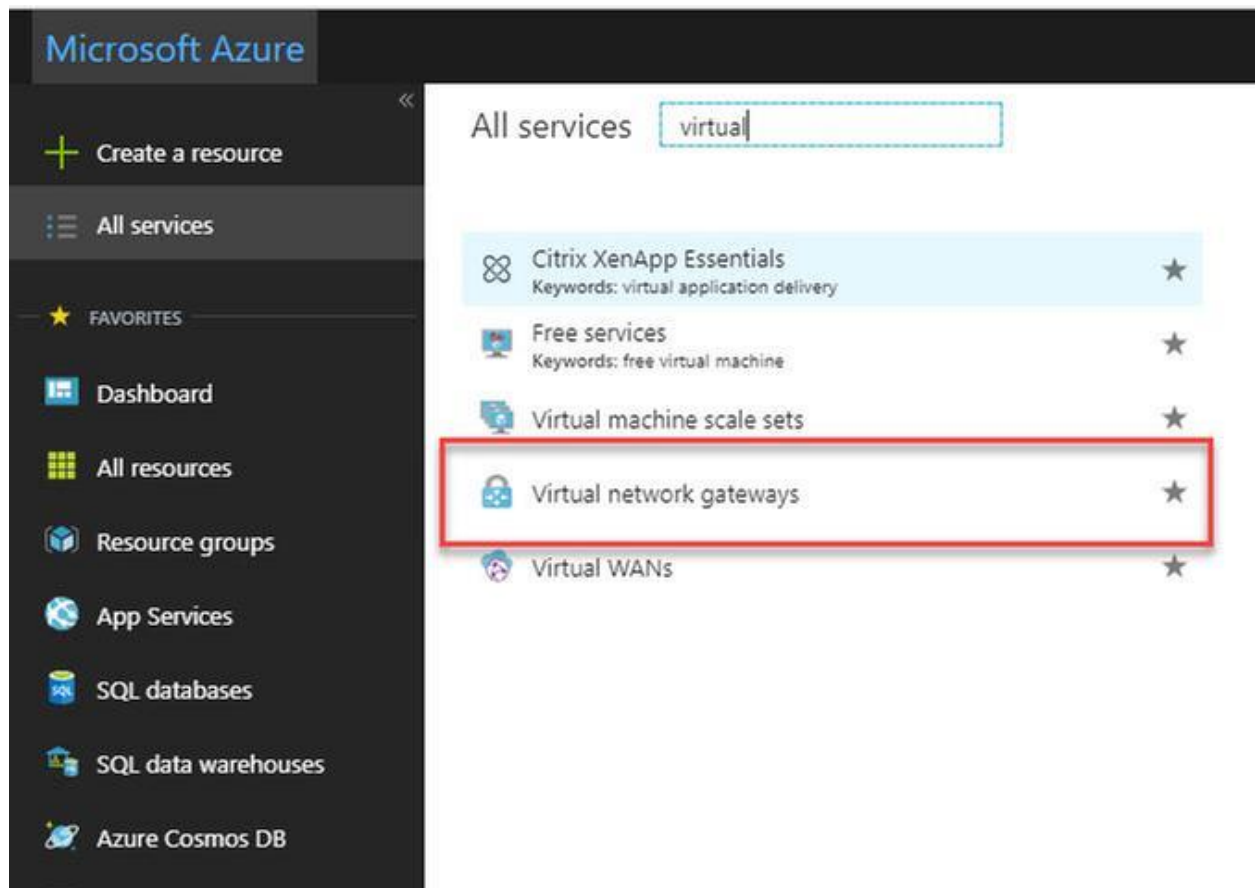 Microsoft Azure
«
Create a resource
All services
FAVORITES
Dashboard
All resources
Resource groups
App Services
SQL databases
SQL data warehouses
Azure Cosmos DB
All services
virtual
Citrix XenApp Essentials
Keywords: virtual application delivery
Free services
Keywords: free virtual machine
Virtual machine scale sets
Virtual network gateways
Virtual WANs